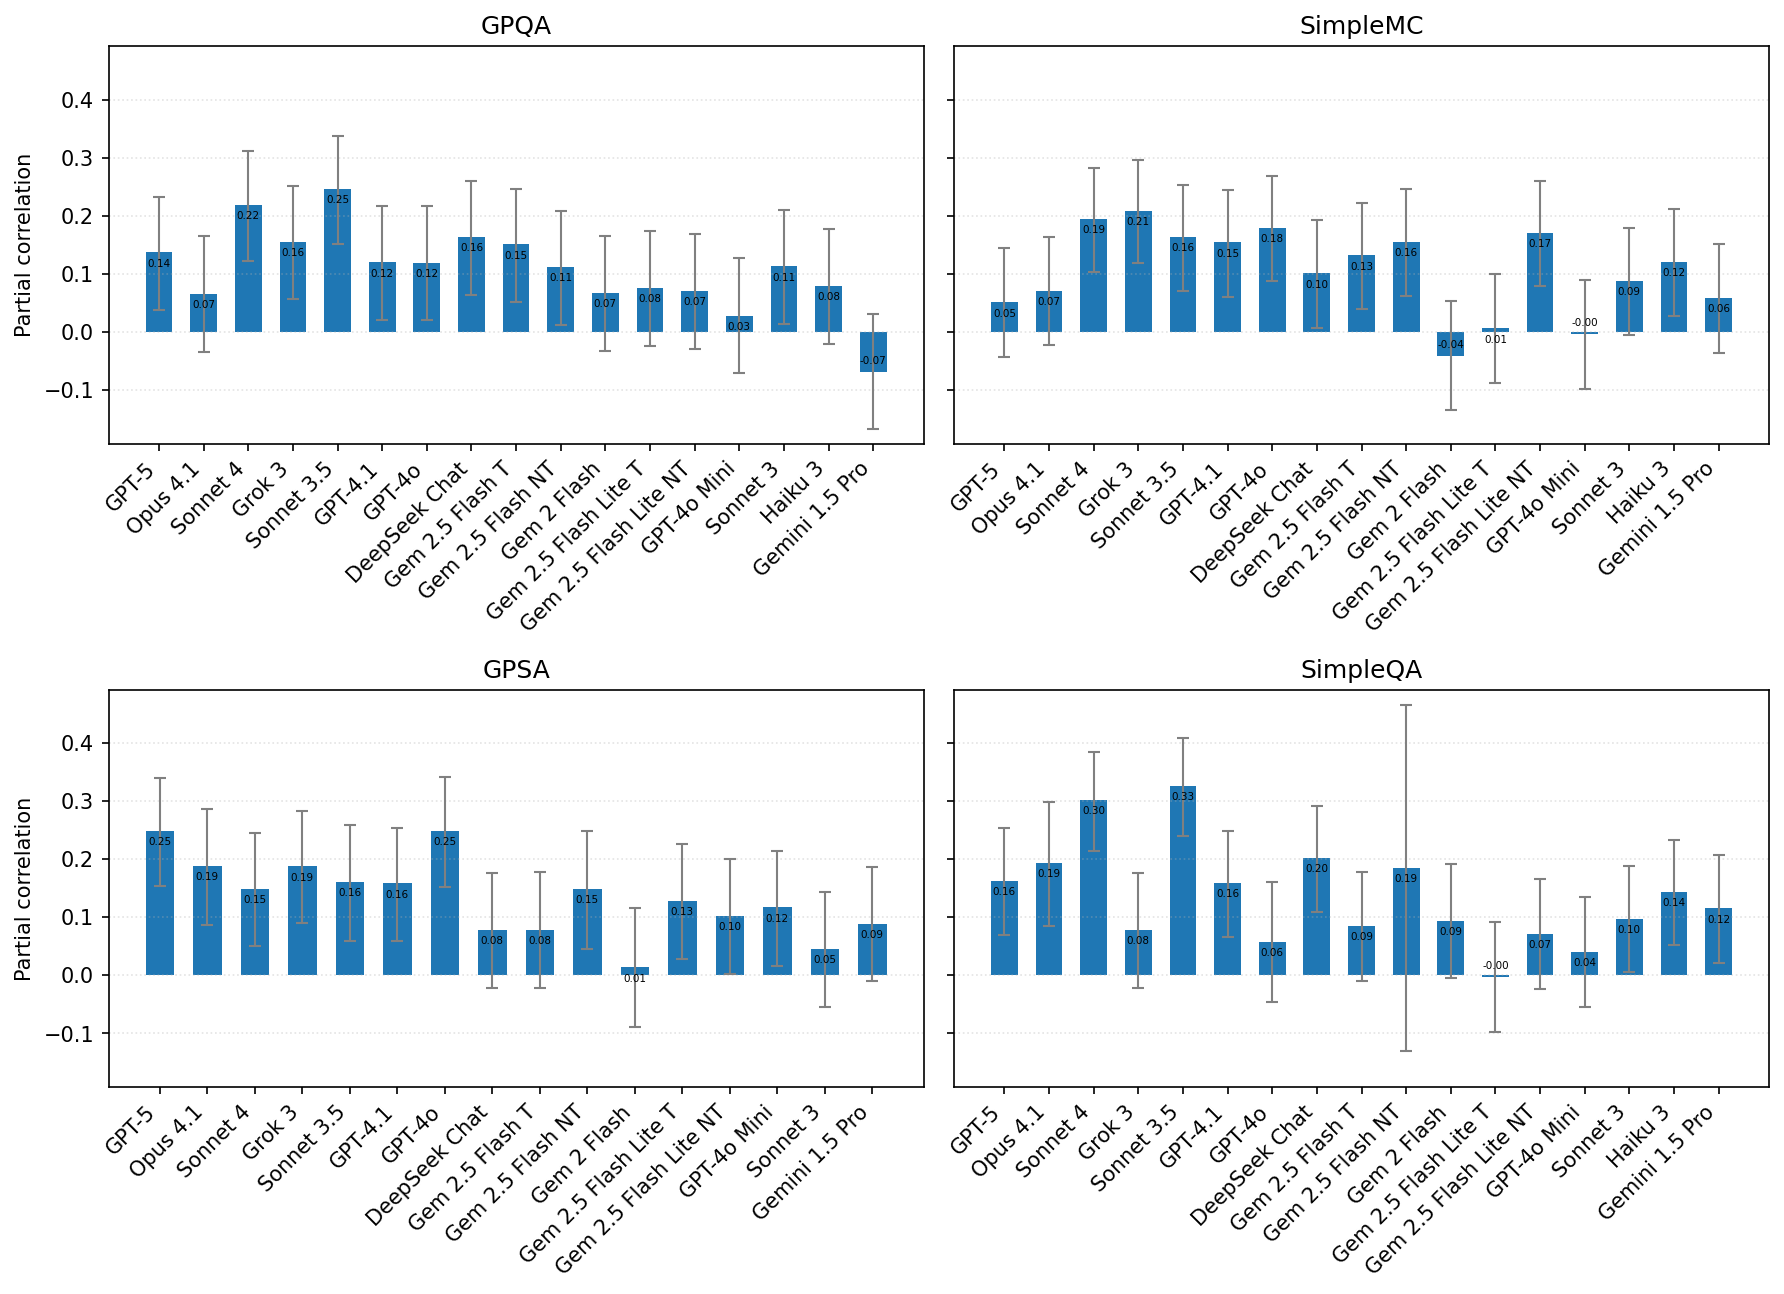 GPQA
SimpleMC
Partial correlation
0.4
0.3
0.2
0.1
0.0
−0.1
0.14
0.07
0.22
0.16
0.25
0.12
0.12
0.16
0.15
0.11
0.07
0.08
0.07
0.03
0.11
0.08
-0.07
0.05
0.07
0.19
0.21
0.16
0.15
0.18
0.10
0.13
0.16
-0.04
0.01
0.17
-0.00
0.09
0.12
0.06
GPT-5
Opus 4.1
Sonnet 4
Grok 3
Sonnet 3.5
GPT-4.1
GPT-4o
DeepSeek Chat
Gem 2.5 Flash T
Gem 2.5 Flash NT
Gem 2 Flash
Gem 2.5 Flash Lite T
Gem 2.5 Flash Lite NT
GPT-4o Mini
Sonnet 3
Haiku 3
Gemini 1.5 Pro
GPT-5
Opus 4.1
Sonnet 4
Grok 3
Sonnet 3.5
GPT-4.1
GPT-4o
DeepSeek Chat
Gem 2.5 Flash T
Gem 2.5 Flash NT
Gem 2 Flash
Gem 2.5 Flash Lite T
Gem 2.5 Flash Lite NT
GPT-4o Mini
Sonnet 3
Haiku 3
Gemini 1.5 Pro
GPSA
SimpleQA
Partial correlation
0.4
0.3
0.2
0.1
0.0
−0.1
0.25
0.19
0.15
0.19
0.16
0.16
0.25
0.08
0.08
0.15
0.01
0.13
0.10
0.12
0.05
0.09
0.16
0.19
0.30
0.08
0.33
0.16
0.06
0.20
0.09
0.19
0.09
-0.00
0.07
0.04
0.10
0.14
0.12
GPT-5
Opus 4.1
Sonnet 4
Grok 3
Sonnet 3.5
GPT-4.1
GPT-4o
DeepSeek Chat
Gem 2.5 Flash T
Gem 2.5 Flash NT
Gem 2 Flash
Gem 2.5 Flash Lite T
Gem 2.5 Flash Lite NT
GPT-4o Mini
Sonnet 3
Gemini 1.5 Pro
GPT-5
Opus 4.1
Sonnet 4
Grok 3
Sonnet 3.5
GPT-4.1
GPT-4o
DeepSeek Chat
Gem 2.5 Flash T
Gem 2.5 Flash NT
Gem 2 Flash
Gem 2.5 Flash Lite T
Gem 2.5 Flash Lite NT
GPT-4o Mini
Sonnet 3
Haiku 3
Gemini 1.5 Pro